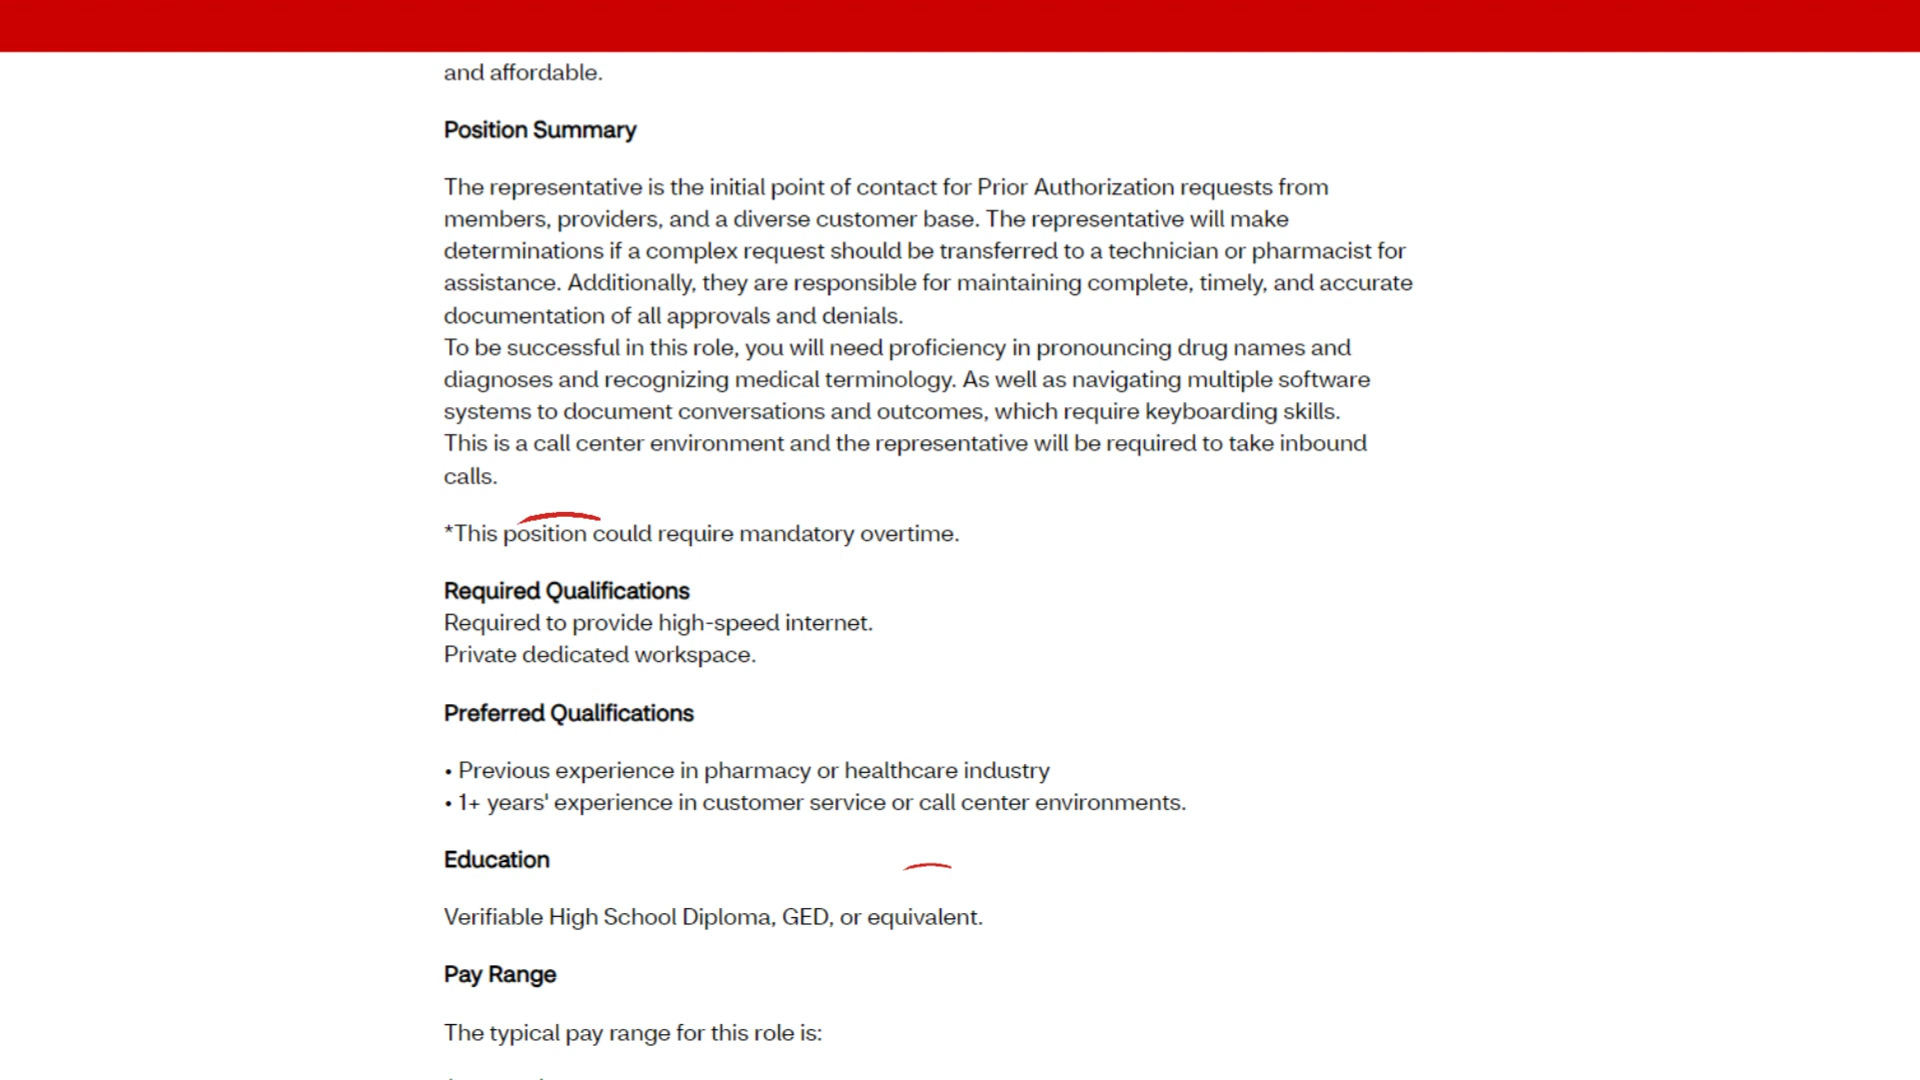 and affordable.
Position Summary
The representative is the initial point of contact for Prior Authorization requests from
members, providers, and a diverse customer base. The representative will make
determinations if a complex request should be transferred to a technician or pharmacist for
assistance. Additionally, they are responsible for maintaining complete, timely, and accurate
documentation of all approvals and denials.
To be successful in this role, you will need proficiency in pronouncing drug names and
diagnoses and recognizing medical terminology. As well as navigating multiple software
systems to document conversations and outcomes, which require keyboarding skills.
This is a call center environment and the representative will be required to take inbound
calls.
*This position could require mandatory overtime.
Required Qualifications
Required to provide high-speed internet.
Private dedicated workspace.
Preferred Qualifications
• Previous experience in pharmacy or healthcare industry
• 1+ years' experience in customer service or call center environments.
Education
Verifiable High School Diploma, GED, or equivalent.
Pay Range
The typical pay range for this role is: